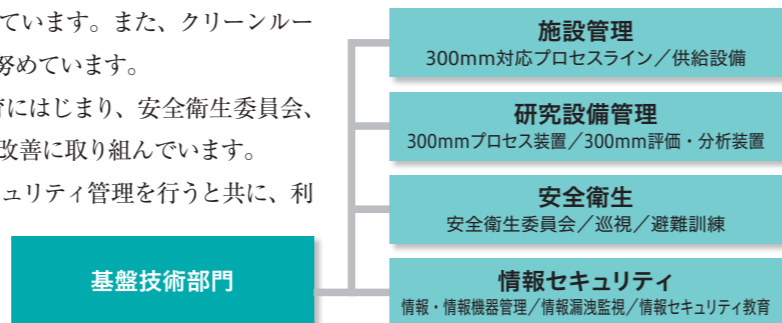 ています。また、クリーンルー
努めています。
育にはじまり、安全衛生委員会、
改善に取り組んでいます。
ュリティ管理を行うと共に、利
基盤技術部門
施設管理
300mm対応プロセスライン／供給設備
研究設備管理
300mmプロセス装置／300mm評価・分析装置
安全衛生
安全衛生委員会／巡視／避難訓練
情報セキュリティ
情報・情報機器管理／情報漏洩監視／情報セキュリティ教育